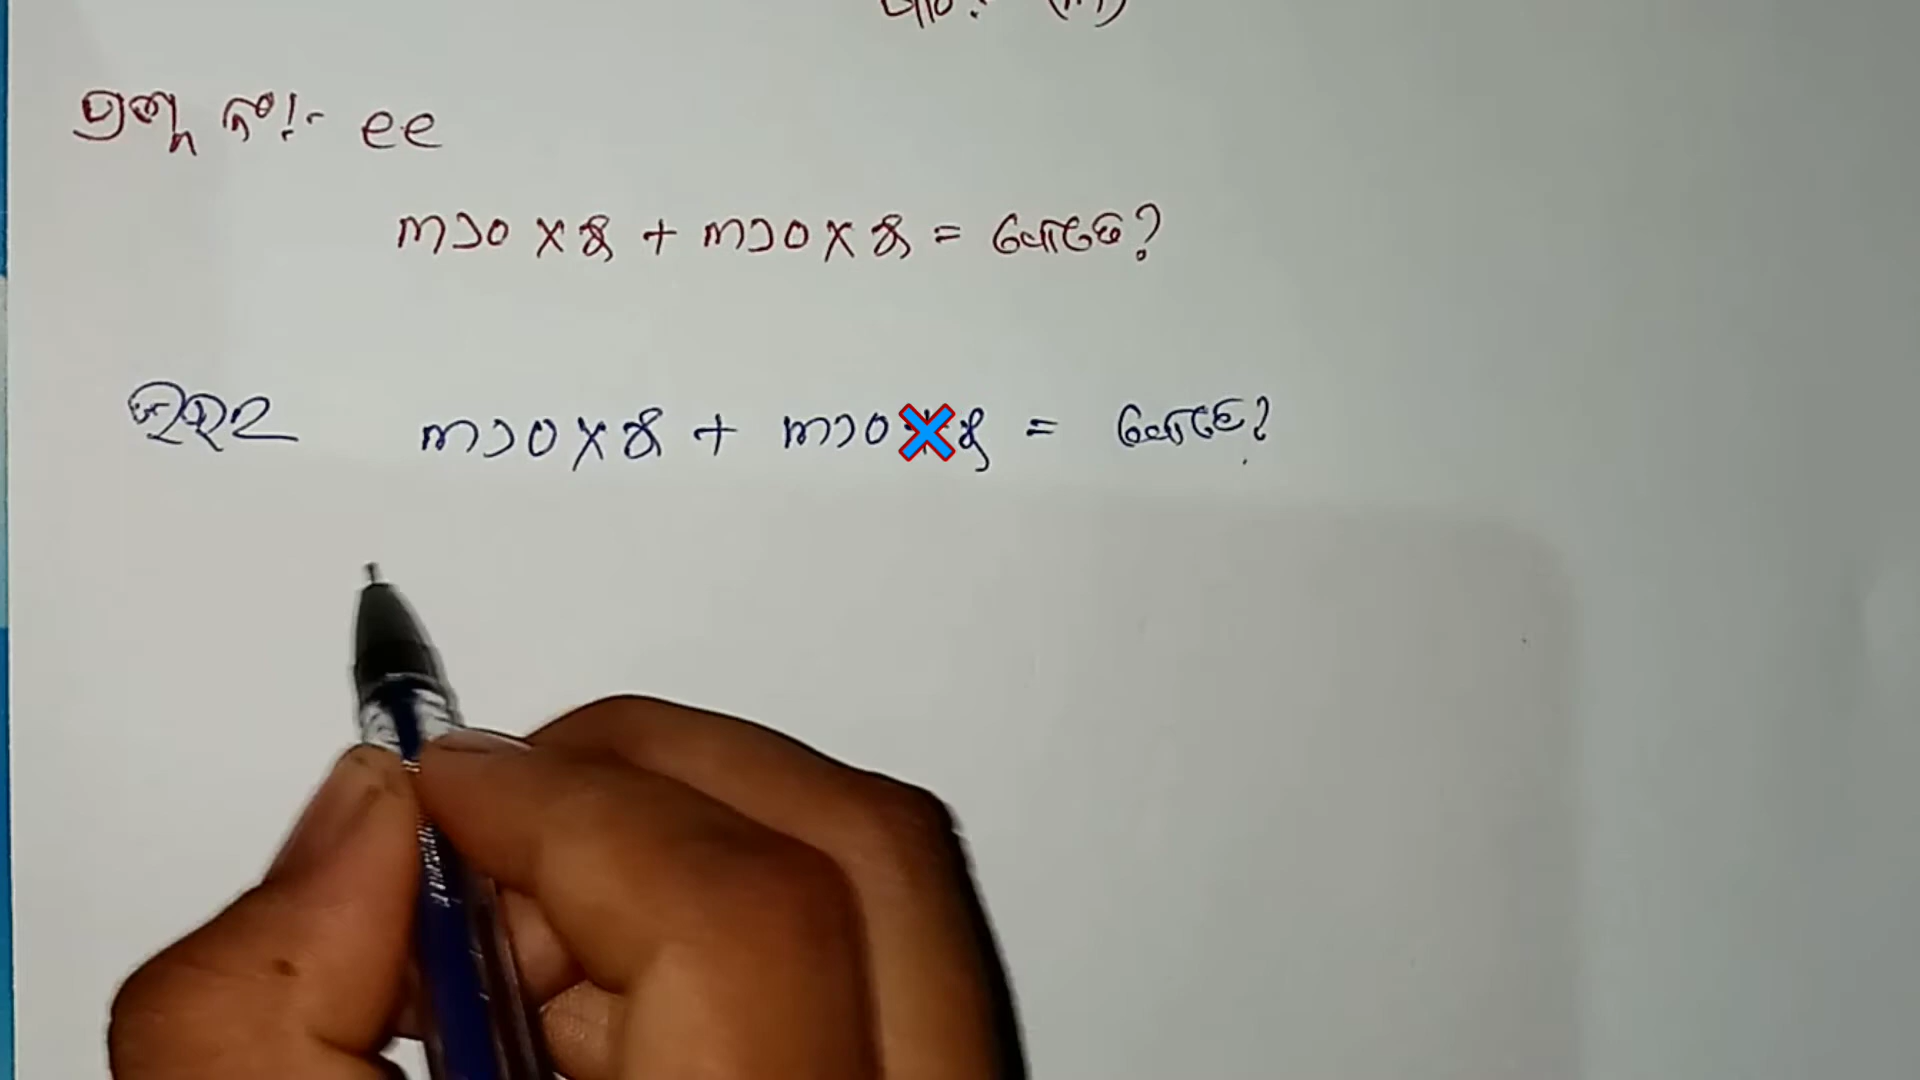 ପ୍ରଶ୍ନ ନଂ:- ୧୧
୩୨୦ × ୫ + ୩୨୦ × ୫ = କେତେ?
ଉତ୍ତର ୩୨୦ × ୫ + ୩୨୦ × ୫ = କେତେ?